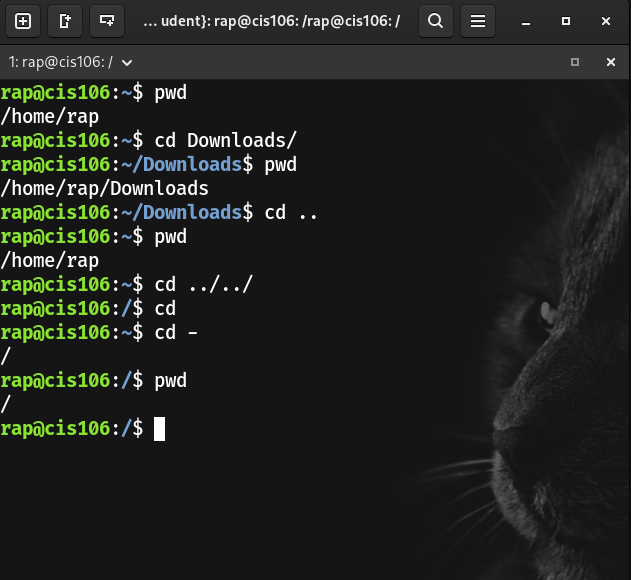 ... udent}: rap@cis106: /rap@cis106: /
1: rap@cis106: /
rap@cis106:~$ pwd
/home/rap
rap@cis106:~$ cd Downloads/
rap@cis106:~/Downloads$ pwd
/home/rap/Downloads
rap@cis106:~/Downloads$ cd ..
rap@cis106:~$ pwd
/home/rap
rap@cis106:~$ cd ../../
rap@cis106:/$ cd
rap@cis106:~$ cd -
/
rap@cis106:/$ pwd
/
rap@cis106:/$